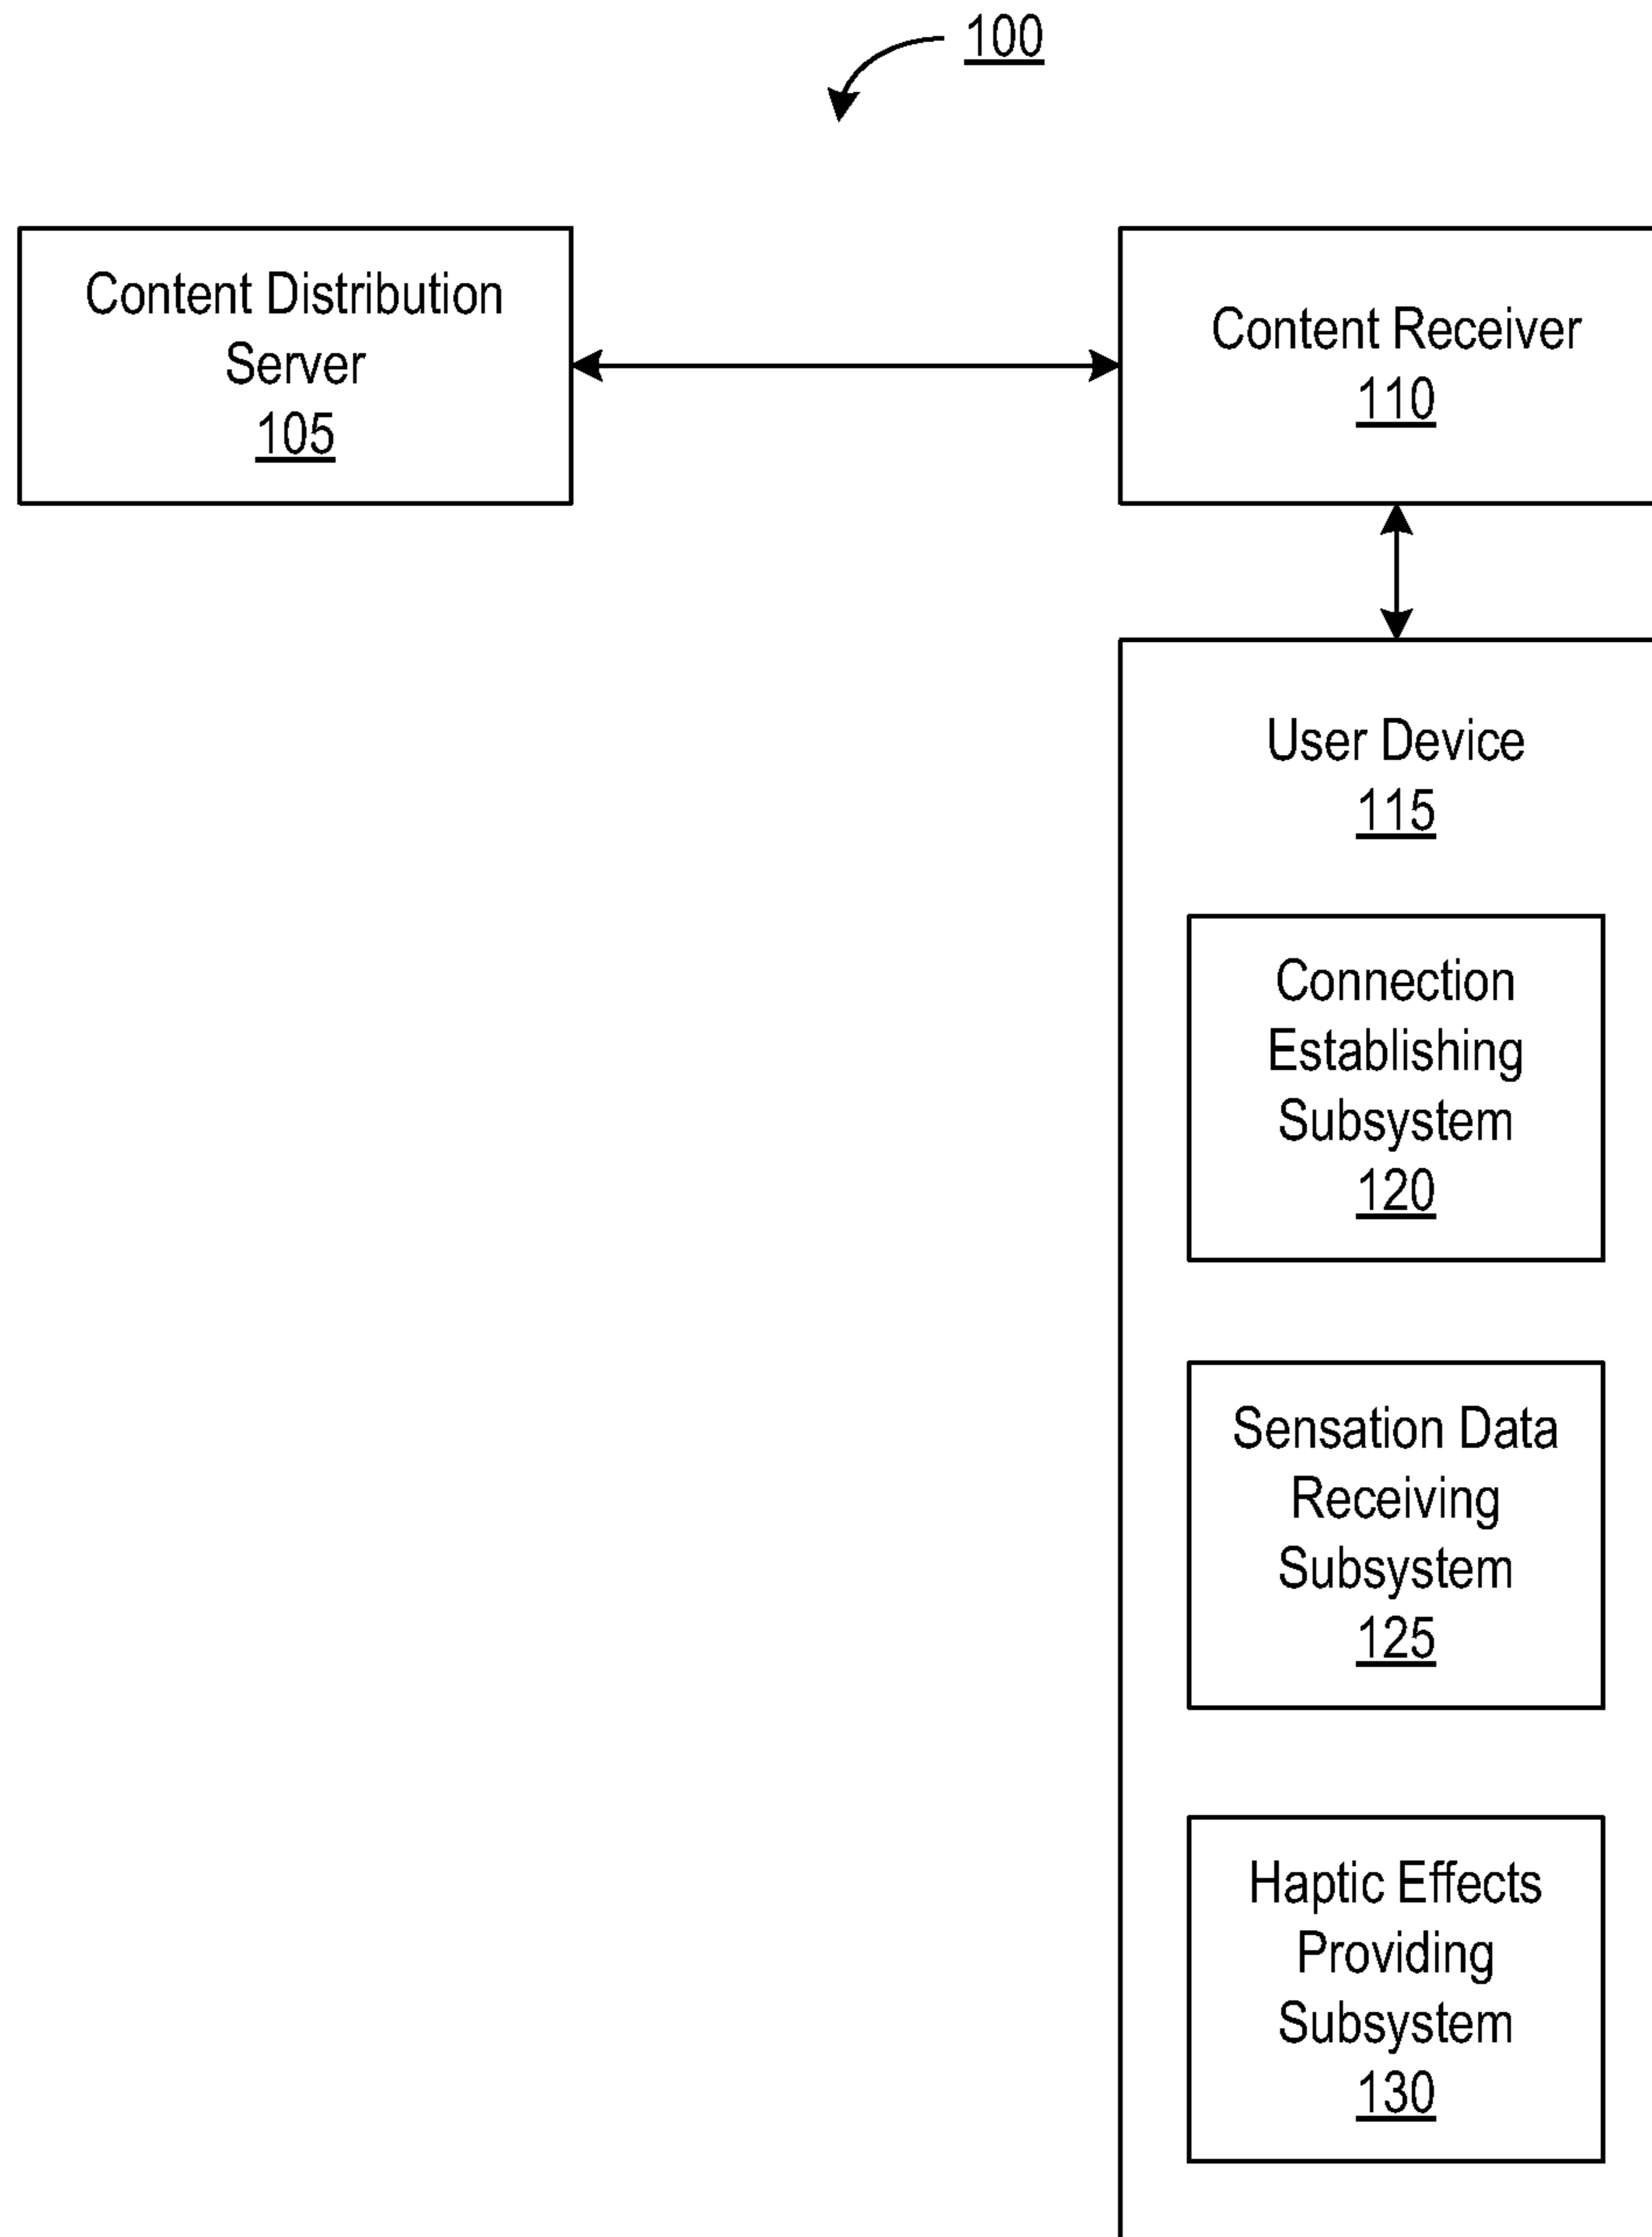 100
Content Distribution
Server
105
Content Receiver
110
User Device
115
Connection
Establishing
Subsystem
120
Sensation Data
Receiving
Subsystem
125
Haptic Effects
Providing
Subsystem
130